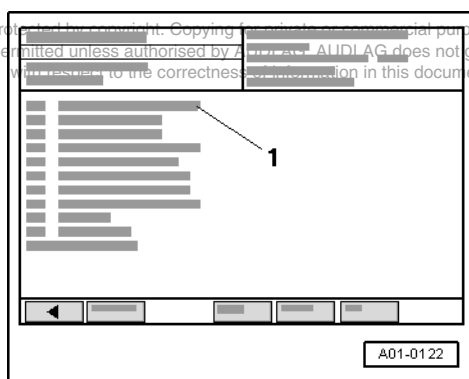 rotected by copyright. Copying for private or commercial purp
ermitted unless authorised by AUDI AG. AUDI AG does not g
with respect to the correctness of information in this docume
1
A01-0122